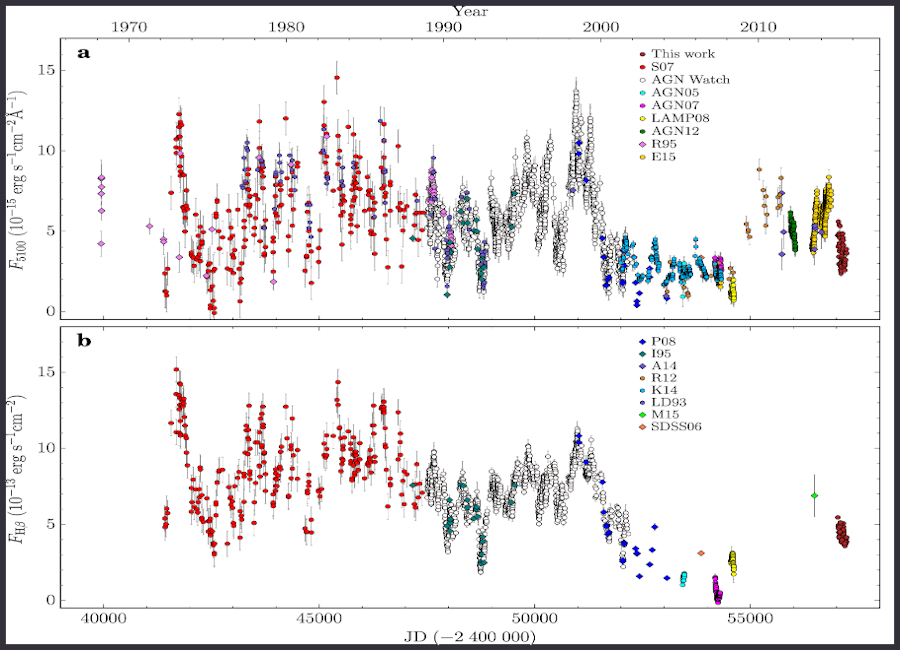 Year
1970 1980 1990 2000 2010
a
This work
S07
AGN Watch
AGN05
AGN07
LAMP08
AGN12
R95
E15
15
10
5
0
F5100 (10−15 erg s−1cm−2Å−1)
b
P08
I95
A14
R12
K14
LD93
M15
SDSS06
15
10
5
0
FHβ (10−13 erg s−1cm−2)
40000 45000 50000 55000
JD (−2 400 000)